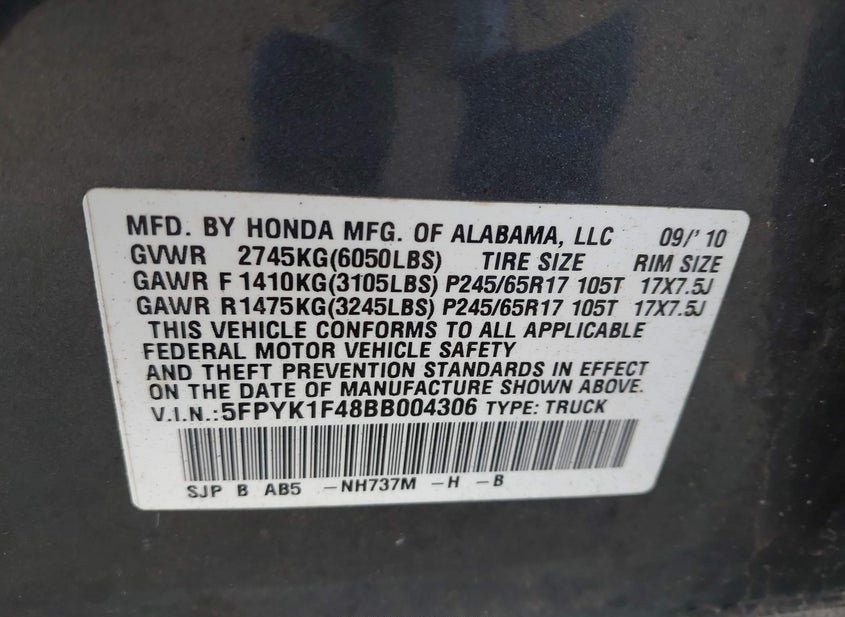 MFD. BY HONDA MFG. OF ALABAMA, LLC 09/'10
GVWR 2745KG(6050LBS) TIRE SIZE RIM SIZE
GAWR F 1410KG(3105LBS) P245/65R17 105T 17X7.5J
GAWR R1475KG(3245LBS) P245/65R17 105T 17X7.5J
THIS VEHICLE CONFORMS TO ALL APPLICABLE
FEDERAL MOTOR VEHICLE SAFETY
AND THEFT PREVENTION STANDARDS IN EFFECT
ON THE DATE OF MANUFACTURE SHOWN ABOVE.
V.I.N.:5FPYK1F48BB004306 TYPE: TRUCK
SJP B AB5 -NH737M -H -B